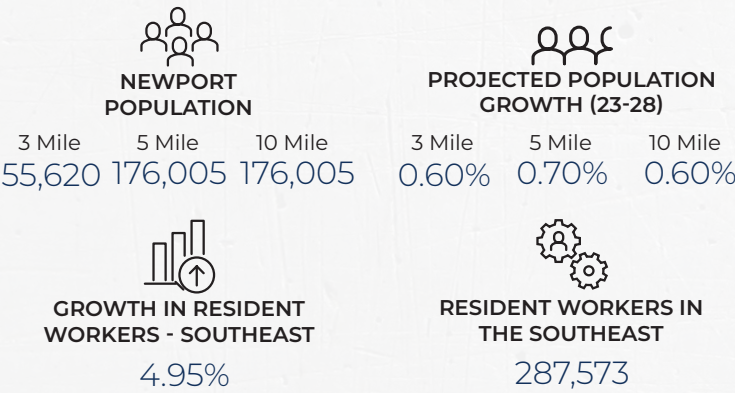 NEWPORT
POPULATION
3 Mile 5 Mile 10 Mile
55,620 176,005 176,005
PROJECTED POPULATION
GROWTH (23-28)
3 Mile 5 Mile 10 Mile
0.60% 0.70% 0.60%
GROWTH IN RESIDENT
WORKERS - SOUTHEAST
4.95%
RESIDENT WORKERS IN
THE SOUTHEAST
287,573